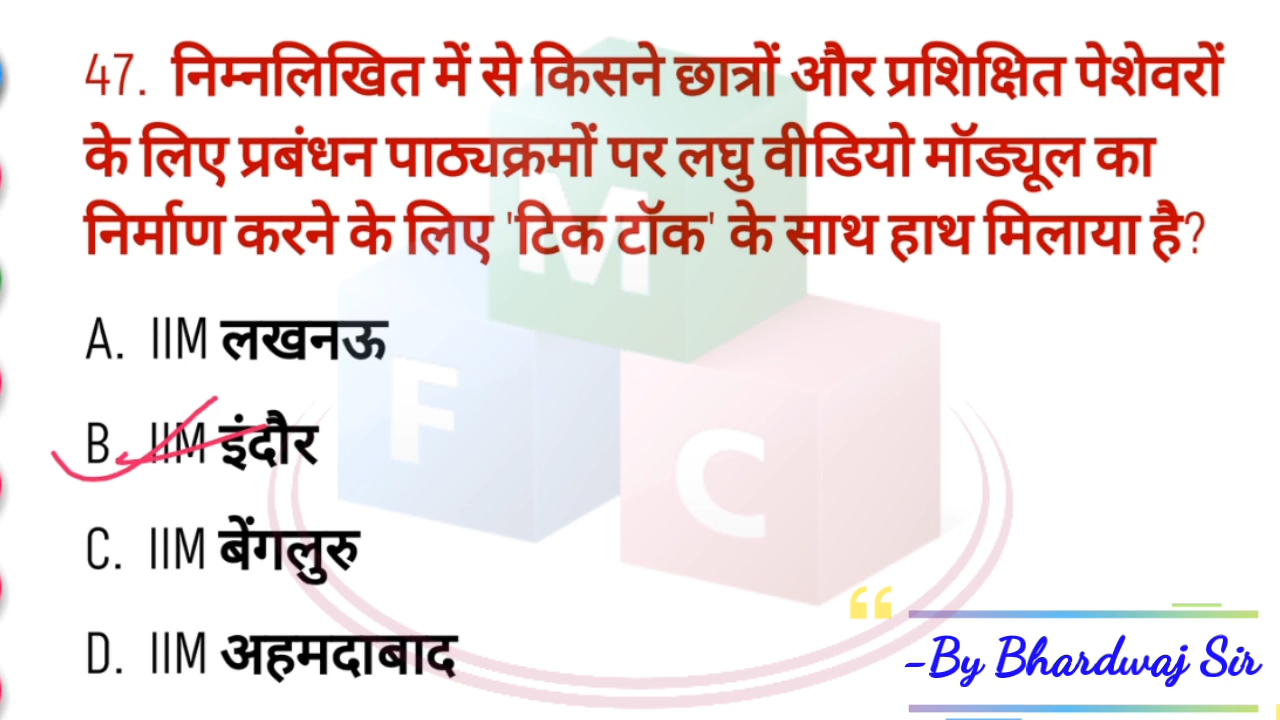 47. निम्नलिखित में से किसने छात्रों और प्रशिक्षित पेशेवरों
के लिए प्रबंधन पाठ्यक्रमों पर लघु वीडियो मॉड्यूल का
निर्माण करने के लिए 'टिक टॉक' के साथ हाथ मिलाया है?
A. IIM लखनऊ
B. IIM इंदौर
C. IIM बेंगलुरु
D. IIM अहमदाबाद
M
F
C
“
-By Bhardwaj Sir